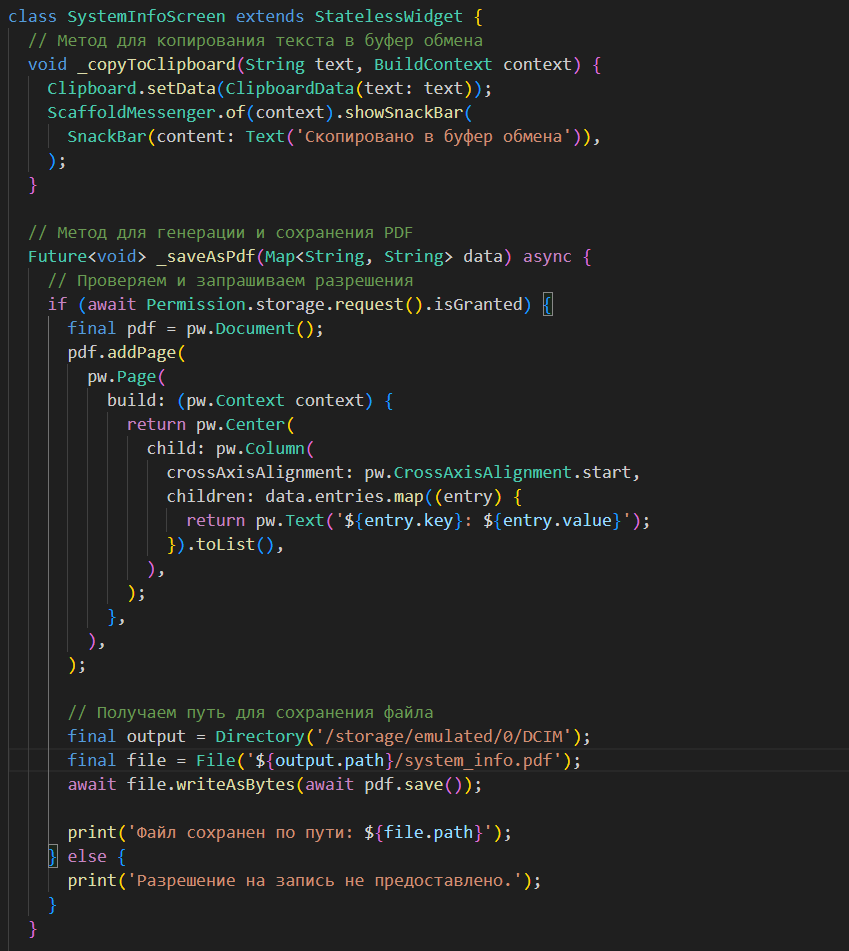 class SystemInfoScreen extends StatelessWidget {
  // Метод для копирования текста в буфер обмена
  void _copyToClipboard(String text, BuildContext context) {
    Clipboard.setData(ClipboardData(text: text));
    ScaffoldMessenger.of(context).showSnackBar(
      SnackBar(content: Text('Скопировано в буфер обмена')),
    );
  }

  // Метод для генерации и сохранения PDF
  Future<void> _saveAsPdf(Map<String, String> data) async {
    // Проверяем и запрашиваем разрешения
    if (await Permission.storage.request().isGranted) {
      final pdf = pw.Document();
      pdf.addPage(
        pw.Page(
          build: (pw.Context context) {
            return pw.Center(
              child: pw.Column(
                crossAxisAlignment: pw.CrossAxisAlignment.start,
                children: data.entries.map((entry) {
                  return pw.Text('${entry.key}: ${entry.value}');
                }).toList(),
              ),
            );
          },
        ),
      );

      // Получаем путь для сохранения файла
      final output = Directory('/storage/emulated/0/DCIM');
      final file = File('${output.path}/system_info.pdf');
      await file.writeAsBytes(await pdf.save());

      print('Файл сохранен по пути: ${file.path}');
    } else {
      print('Разрешение на запись не предоставлено.');
    }
  }